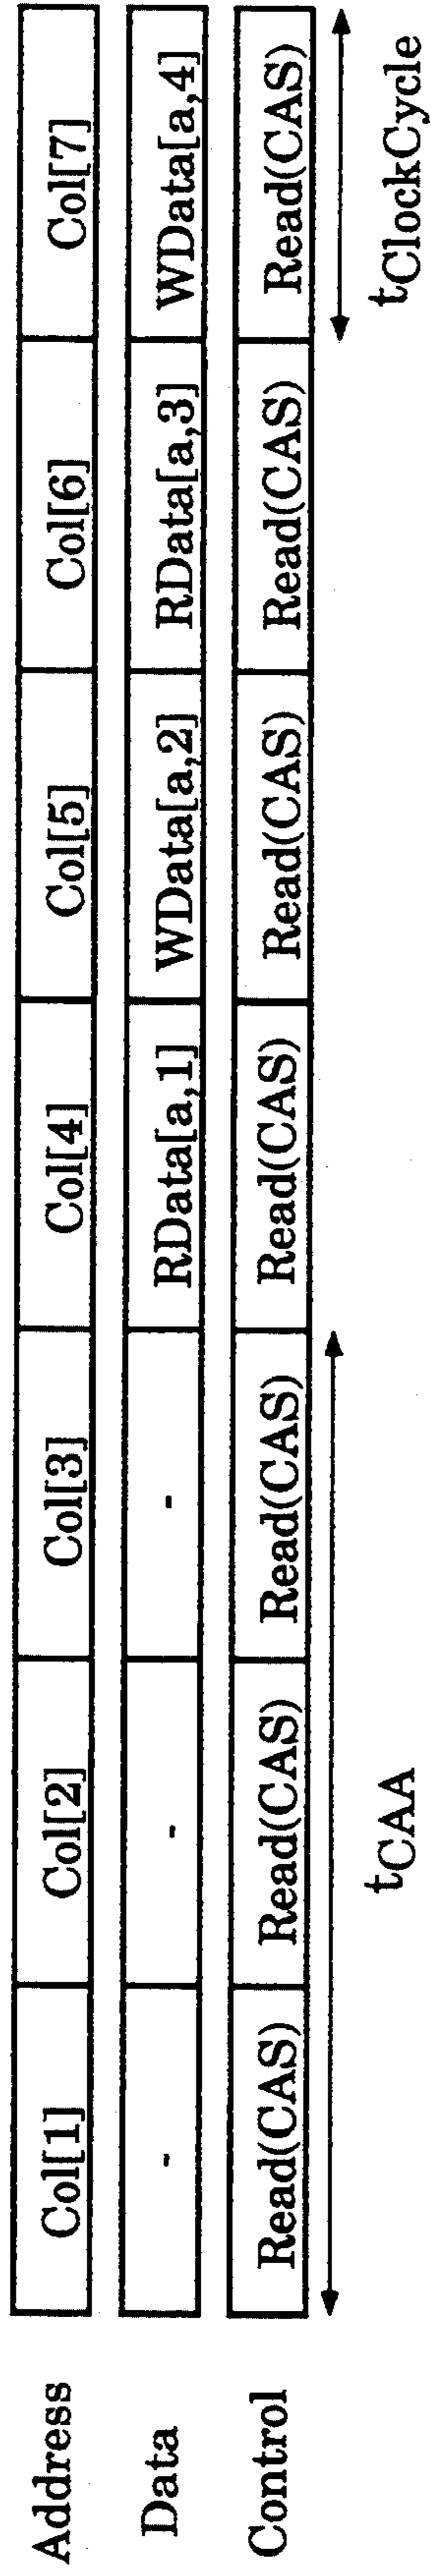 Address Col[1] Col[2] Col[3] Col[4] Col[5] Col[6] Col[7]
Data - - - RData[a,1] WData[a,2] RData[a,3] WData[a,4]
Control Read(CAS) Read(CAS) Read(CAS) Read(CAS) Read(CAS) Read(CAS) Read(CAS)
tCAA tClockCycle